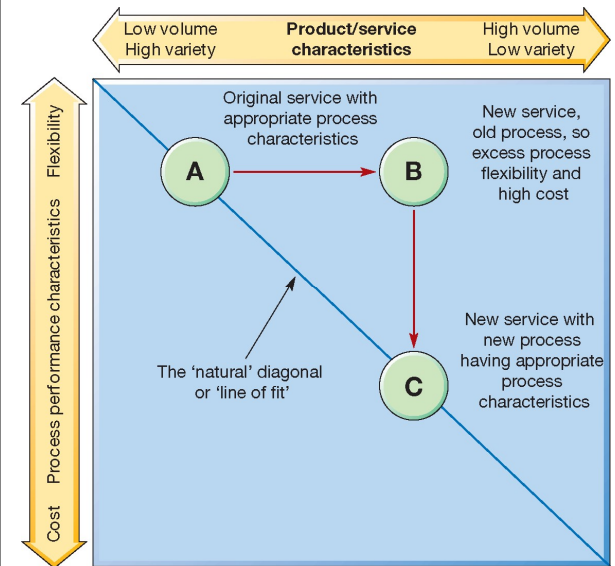 Low volume
High variety
Product/service
characteristics
High volume
Low variety
Flexibility
Process performance characteristics
Cost
Original service with
appropriate process
characteristics
New service,
old process, so
excess process
flexibility and
high cost
A
B
The ‘natural’ diagonal
or ‘line of fit’
New service with
new process
having appropriate
process
characteristics
C